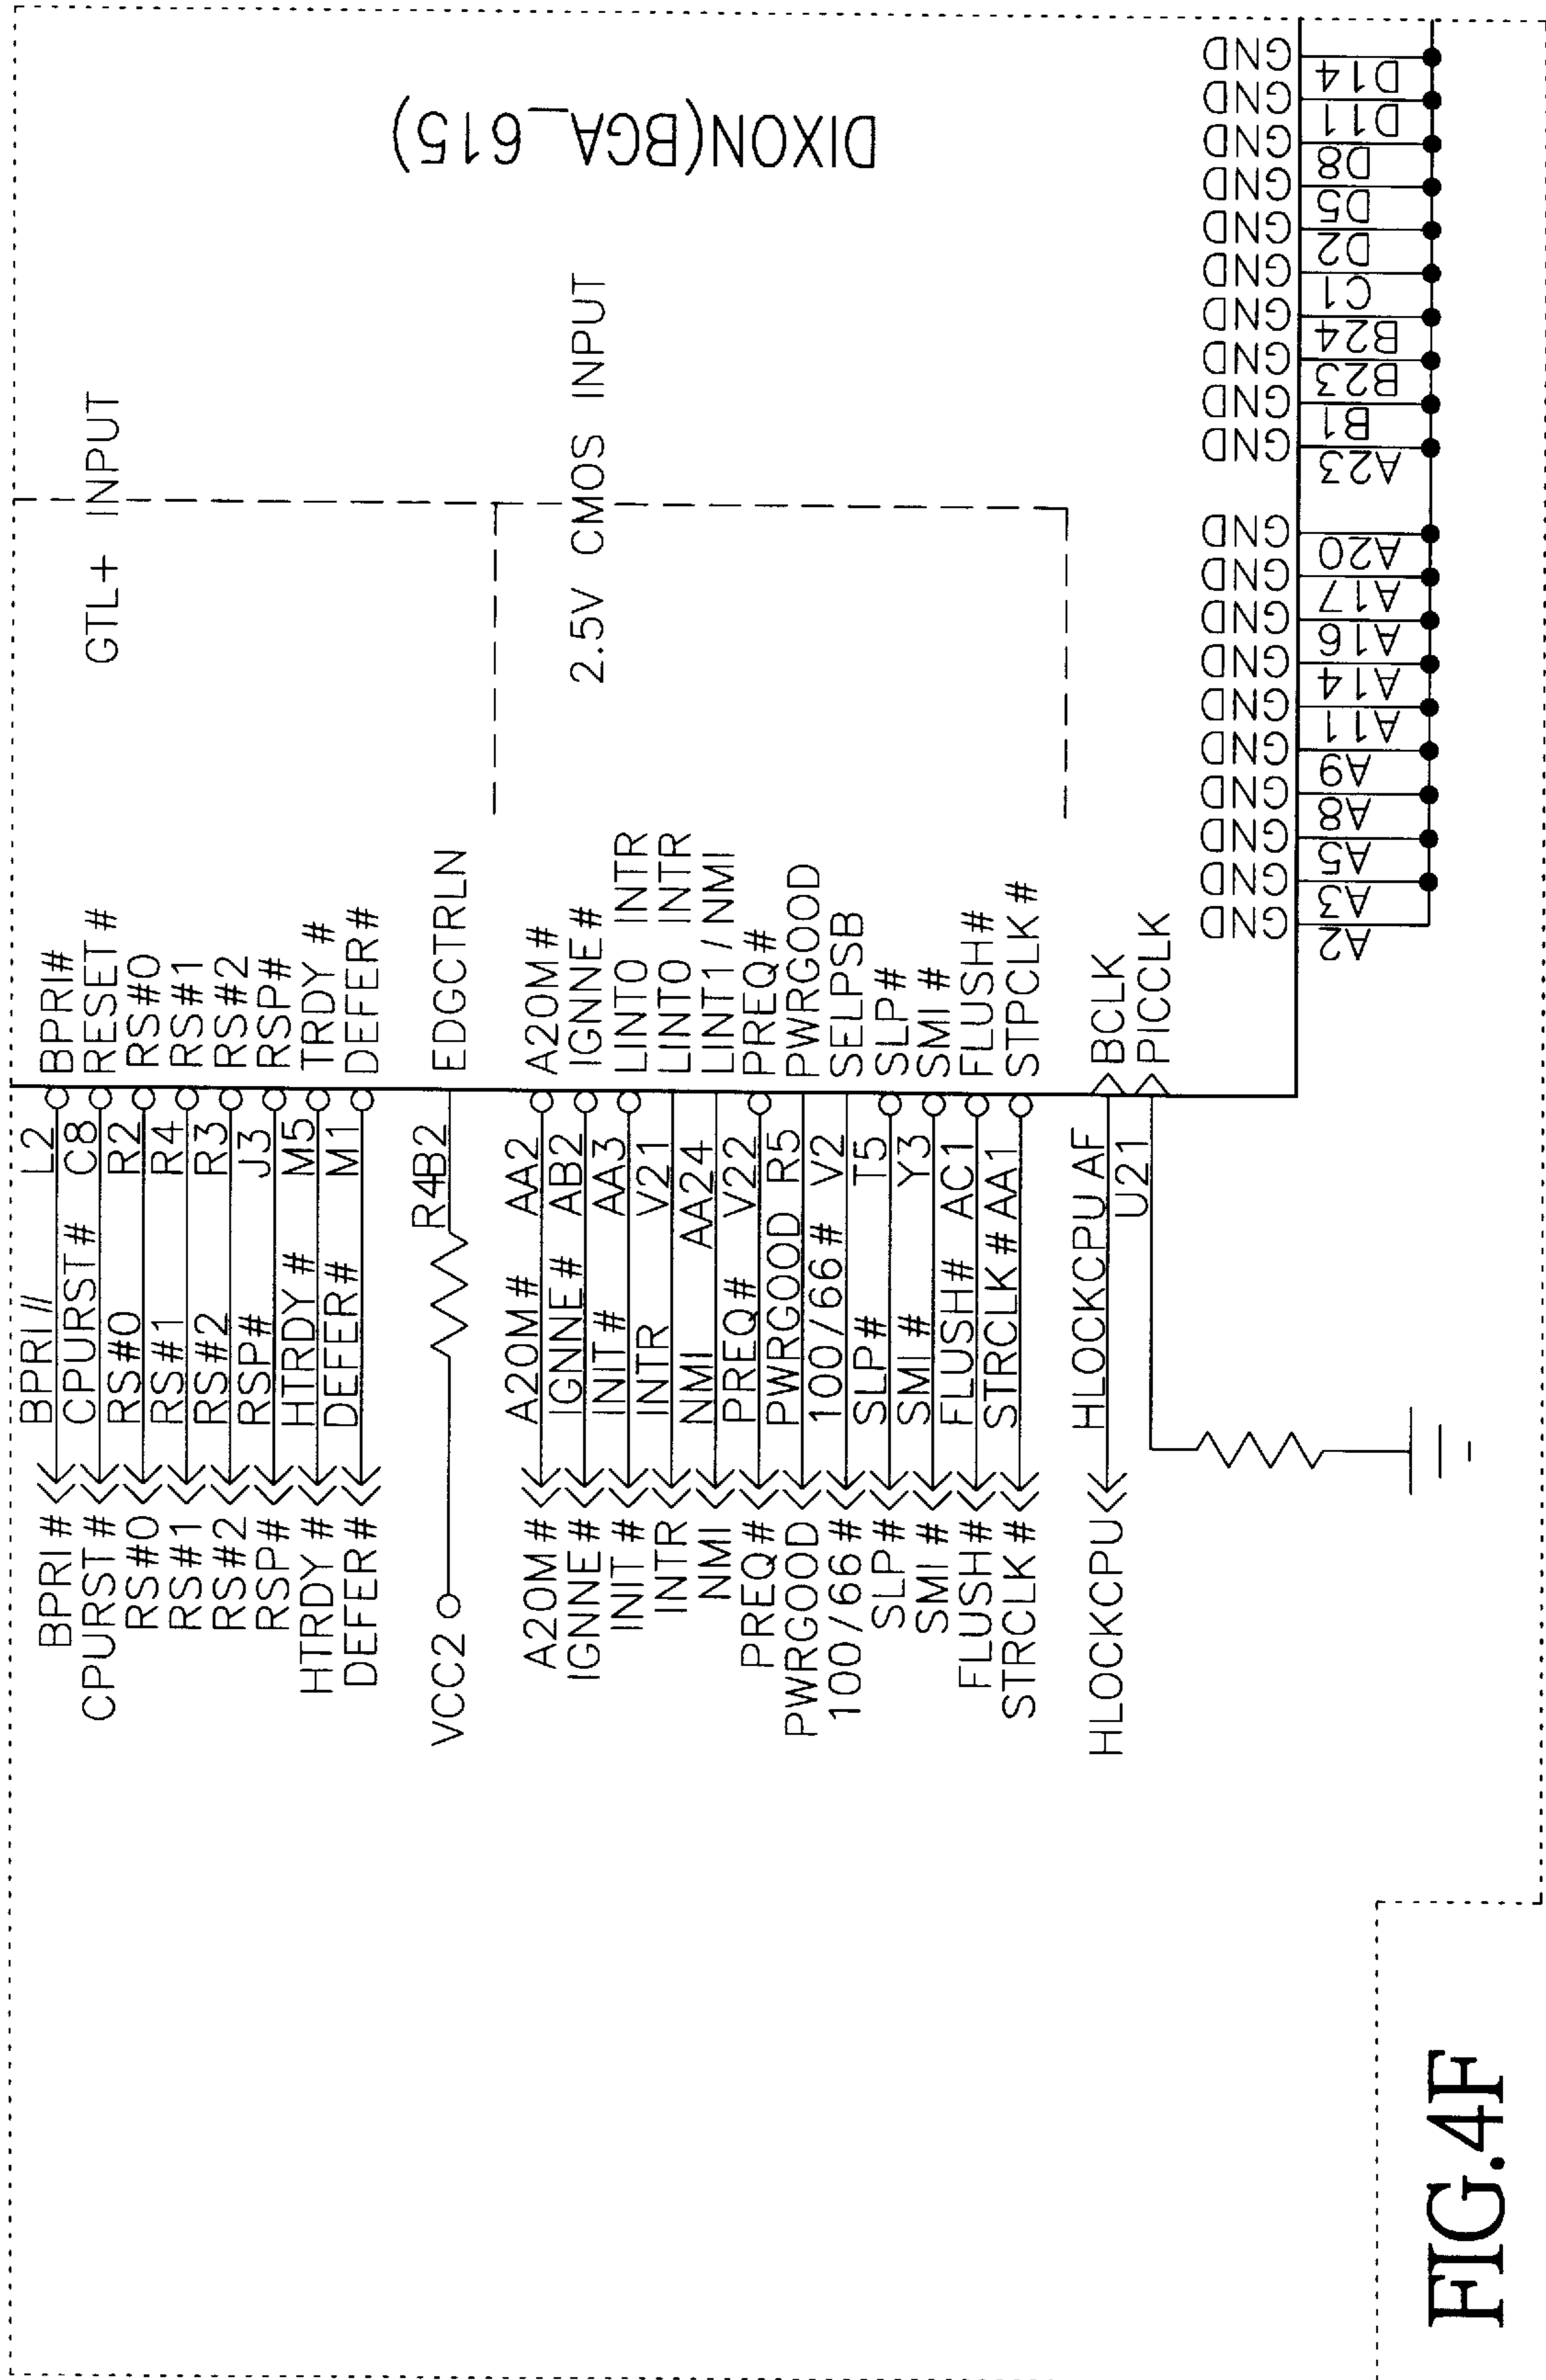 BPRI# BPRI// L2 BPRI#
CPURST# CPURST# C8 RESET#
RS#0 RS#0 R2 RS#0
RS#1 RS#1 R4 RS#1
RS#2 RS#2 R3 RS#2
RSP# RSP# J3 RSP#
HTRDY# HTRDY# M5 TRDY#
DEFER# DEFER# M1 DEFER#
GTL+ INPUT
VCC2 R4B2 EDGCTRLN
A20M# A20M# AA2 A20M#
IGNNE# IGNNE# AB2 IGNNE#
INIT# INIT# AA3 LINTO INTR
INTR INTR V21 LINTO INTR
NMI NMI AA24 LINT1/NMI
PREQ# PREQ# V22 PREQ#
PWRGOOD PWRGOOD R5 PWRGOOD
100/66# 100/66# V2 SELPSB
SLP# SLP# T5 SLP#
SMI# SMI# Y3 SMI#
FLUSH# FLUSH# AC1 FLUSH#
STRCLK# STRCLK# AA1 STPCLK#
2.5V CMOS INPUT
HLOCKCPU HLOCKCPU AF BCLK
U21 PICCLK
DIXON(BGA_615)
GND D14
GND D11
GND D8
GND D5
GND D2
GND C1
GND B24
GND B23
GND B1
GND A23
GND A20
GND A17
GND A16
GND A14
GND A11
GND A9
GND A8
GND A5
GND A3
GND A2
FIG.4F